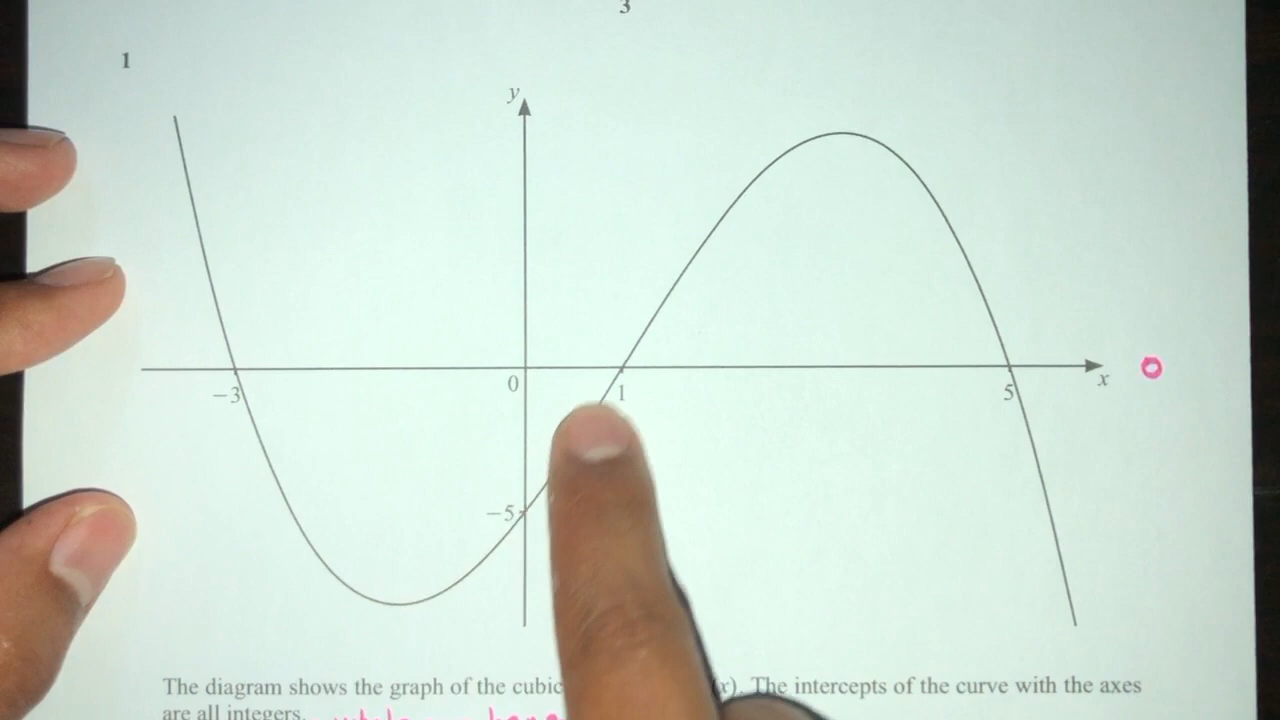 3
1
y
0
x
−3
1
5
−5
The diagram shows the graph of the cubic (x). The intercepts of the curve with the axes
are all integers.